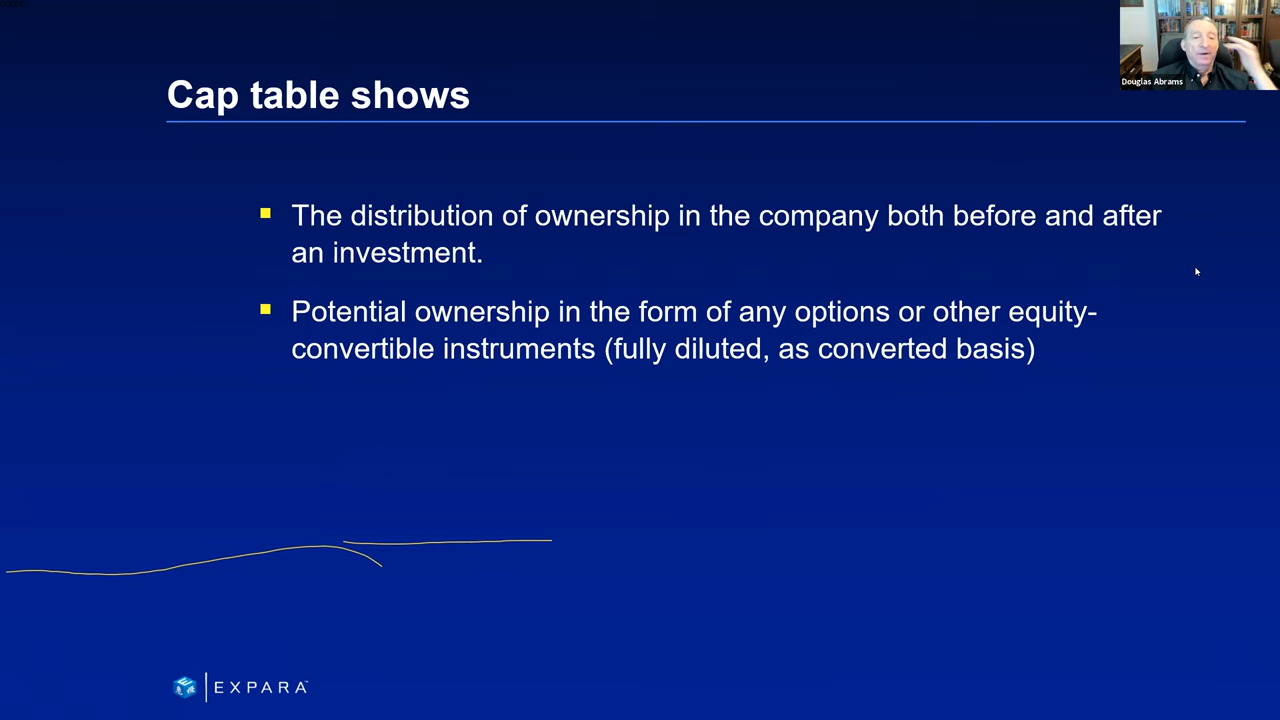 Cap table shows
Douglas Abrams
The distribution of ownership in the company both before and after
an investment.
Potential ownership in the form of any options or other equity-
convertible instruments (fully diluted, as converted basis)
EXPARA™